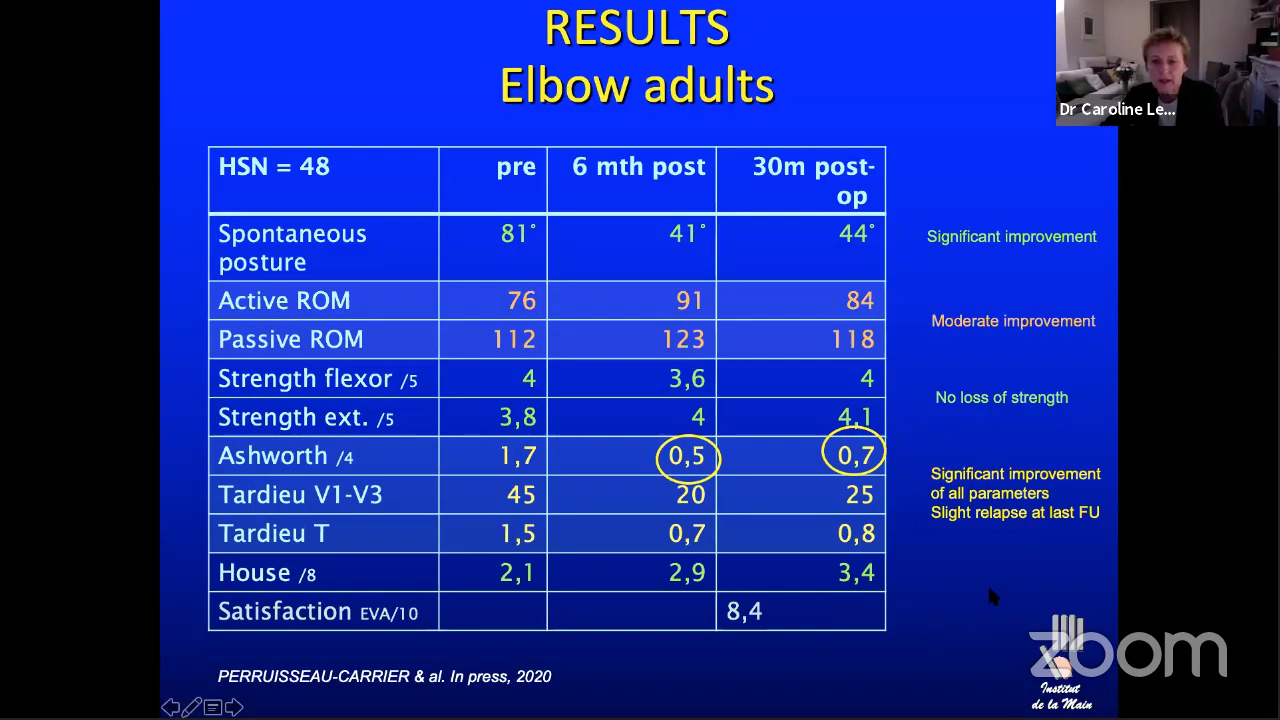 RESULTS
Elbow adults
Dr Caroline Le...
HSN = 48 pre 6 mth post 30m post-
op
Spontaneous 81° 41° 44°
posture
Significant improvement
Active ROM 76 91 84
Moderate improvement
Passive ROM 112 123 118
Strength flexor /5 4 3,6 4
No loss of strength
Strength ext. /5 3,8 4 4,1
Ashworth /4 1,7 0,5 0,7
Significant improvement
of all parameters
Slight relapse at last FU
Tardieu V1-V3 45 20 25
Tardieu T 1,5 0,7 0,8
House /8 2,1 2,9 3,4
Satisfaction EVA/10 8,4
PERRUISSEAU-CARRIER & al. In press, 2020
zoom
Institut
de la Main